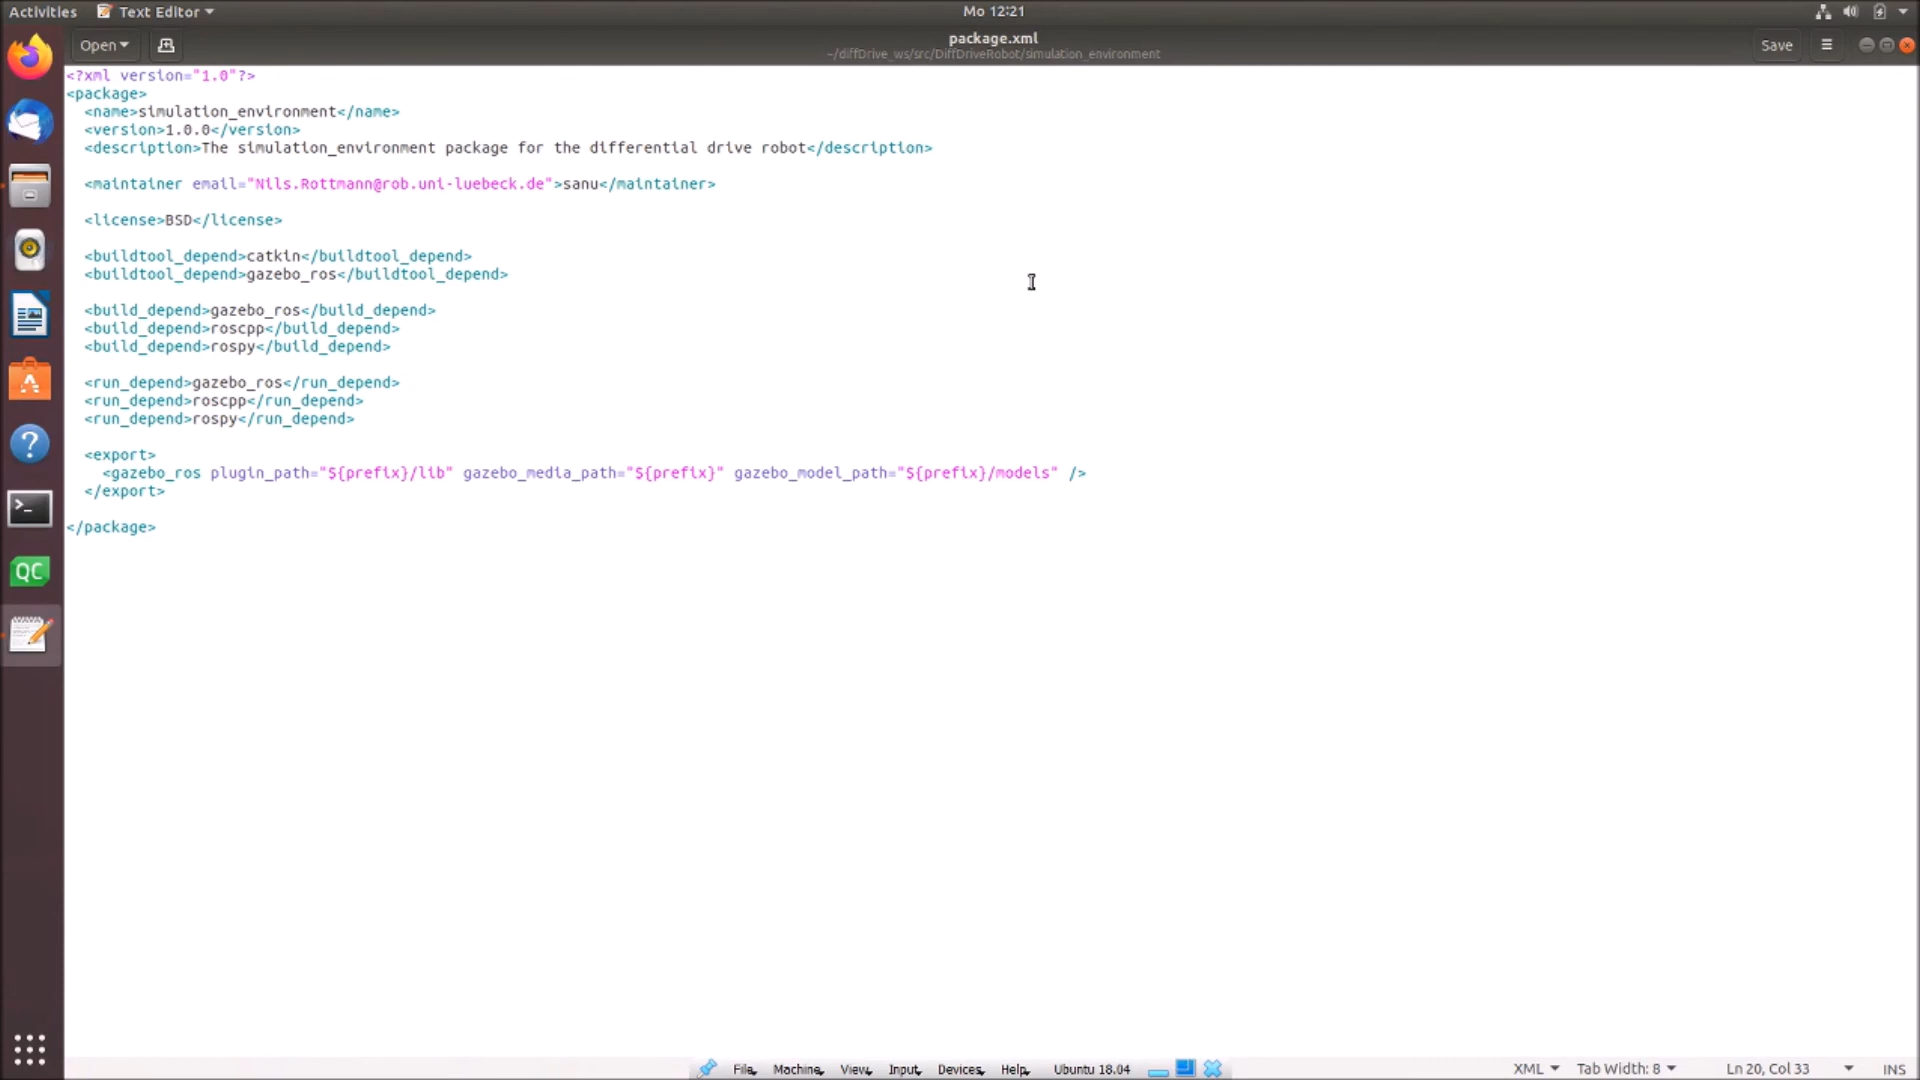 Activities Text Editor Mo 12:21
Open package.xml Save
~/diffDrive_ws/src/DiffDriveRobot/simulation_environment
<?xml version="1.0"?>
<package>
<name>simulation_environment</name>
<version>1.0.0</version>
<description>The simulation_environment package for the differential drive robot</description>
<maintainer email="Nils.Rottmann@rob.uni-luebeck.de">sanu</maintainer>
<license>BSD</license>
<buildtool_depend>catkin</buildtool_depend>
<buildtool_depend>gazebo_ros</buildtool_depend>
<build_depend>gazebo_ros</build_depend>
<build_depend>roscpp</build_depend>
<build_depend>rospy</build_depend>
<run_depend>gazebo_ros</run_depend>
<run_depend>roscpp</run_depend>
<run_depend>rospy</run_depend>
<export>
<gazebo_ros plugin_path="${prefix}/lib" gazebo_media_path="${prefix}" gazebo_model_path="${prefix}/models" />
</export>
</package>
QC
File Machine View Input Devices Help Ubuntu 18.04 XML Tab Width: 8 Ln 20, Col 33 INS